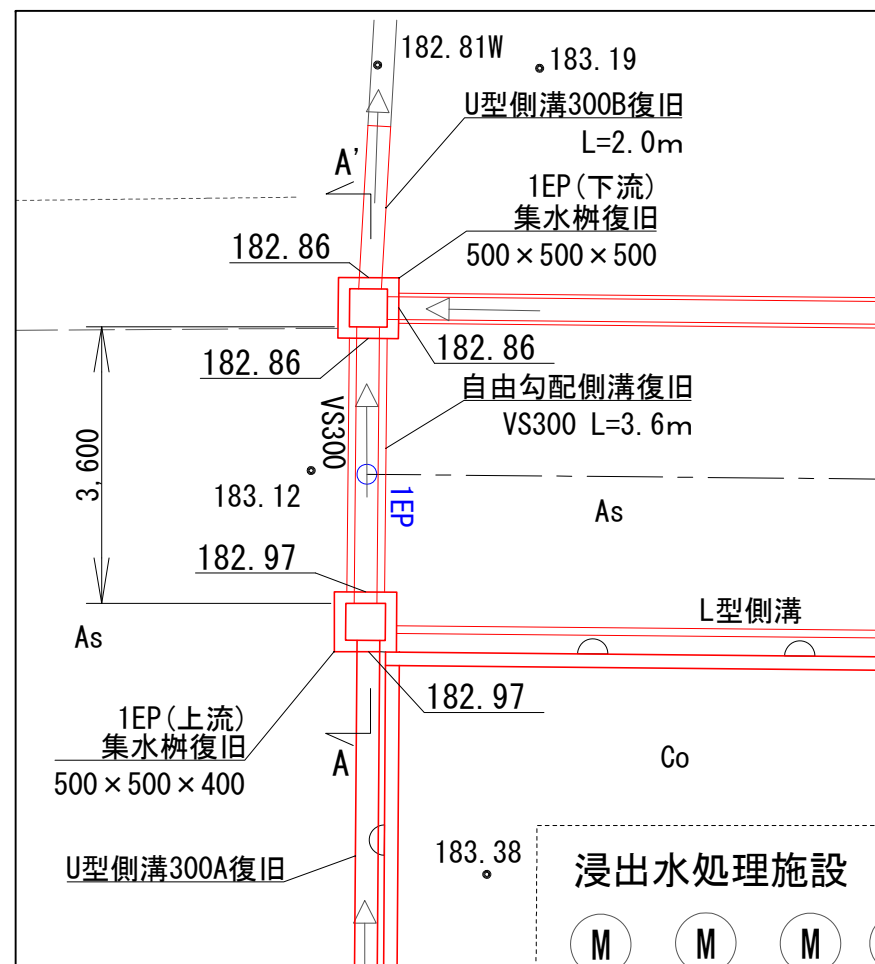 182.81W
183.19
U型側溝300B復旧
L=2.0m
A'
1EP(下流)
集水桝復旧
500×500×500
182.86
182.86
182.86
自由勾配側溝復旧
VS300 L=3.6m
VS300
3,600
183.12
1EP
As
182.97
L型側溝
As
182.97
1EP(上流)
集水桝復旧
500×500×400
A
Co
U型側溝300A復旧
183.38
浸出水処理施設
M
M
M